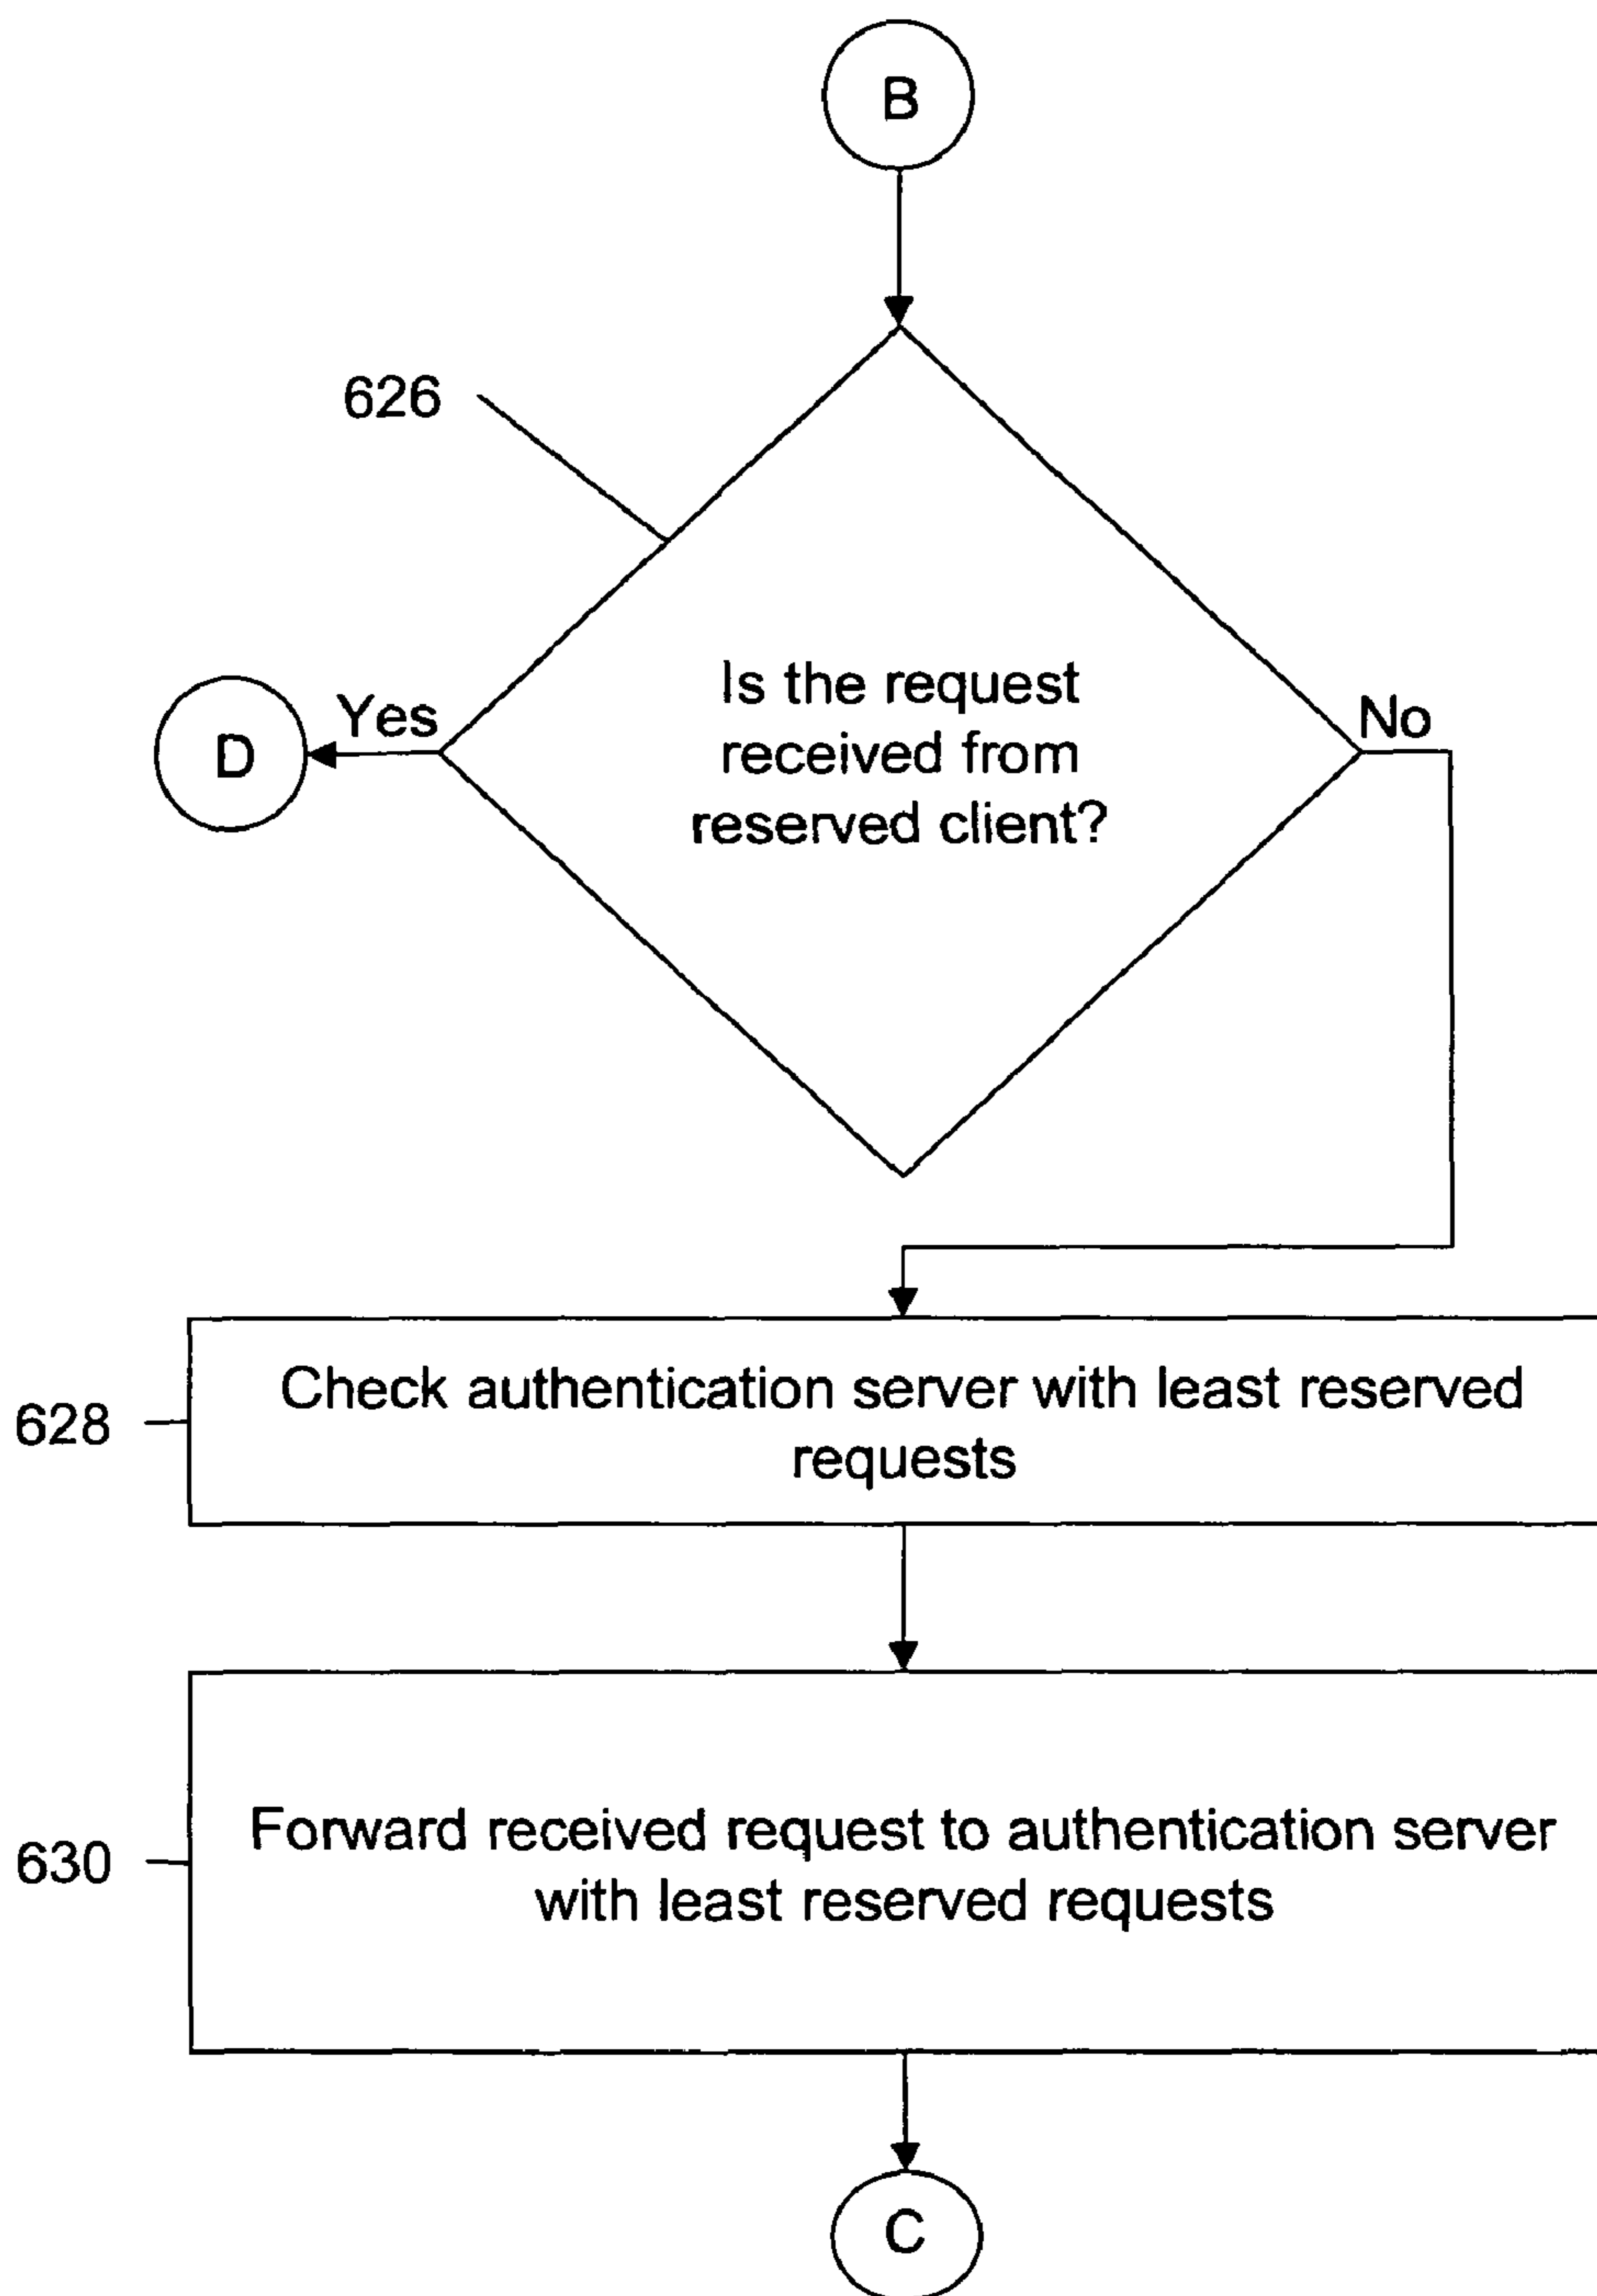 B
626
Is the request
received from
reserved client?
Yes
D
No
628
Check authentication server with least reserved
requests
630
Forward received request to authentication server
with least reserved requests
C